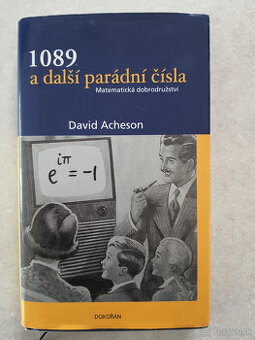 1089
a další parádní čísla
Matematická dobrodružství
David Acheson
e^iπ = -1
DOKOŘÁN